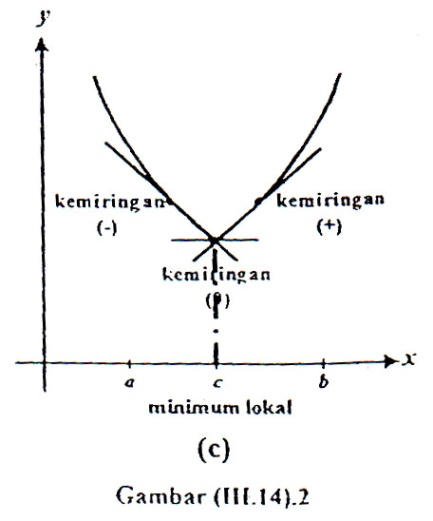 y
kemiringan kemiringan
(-) (+)
kemiringan
(0)
x
a c b
minimum lokal
(c)
Gambar (III.14).2